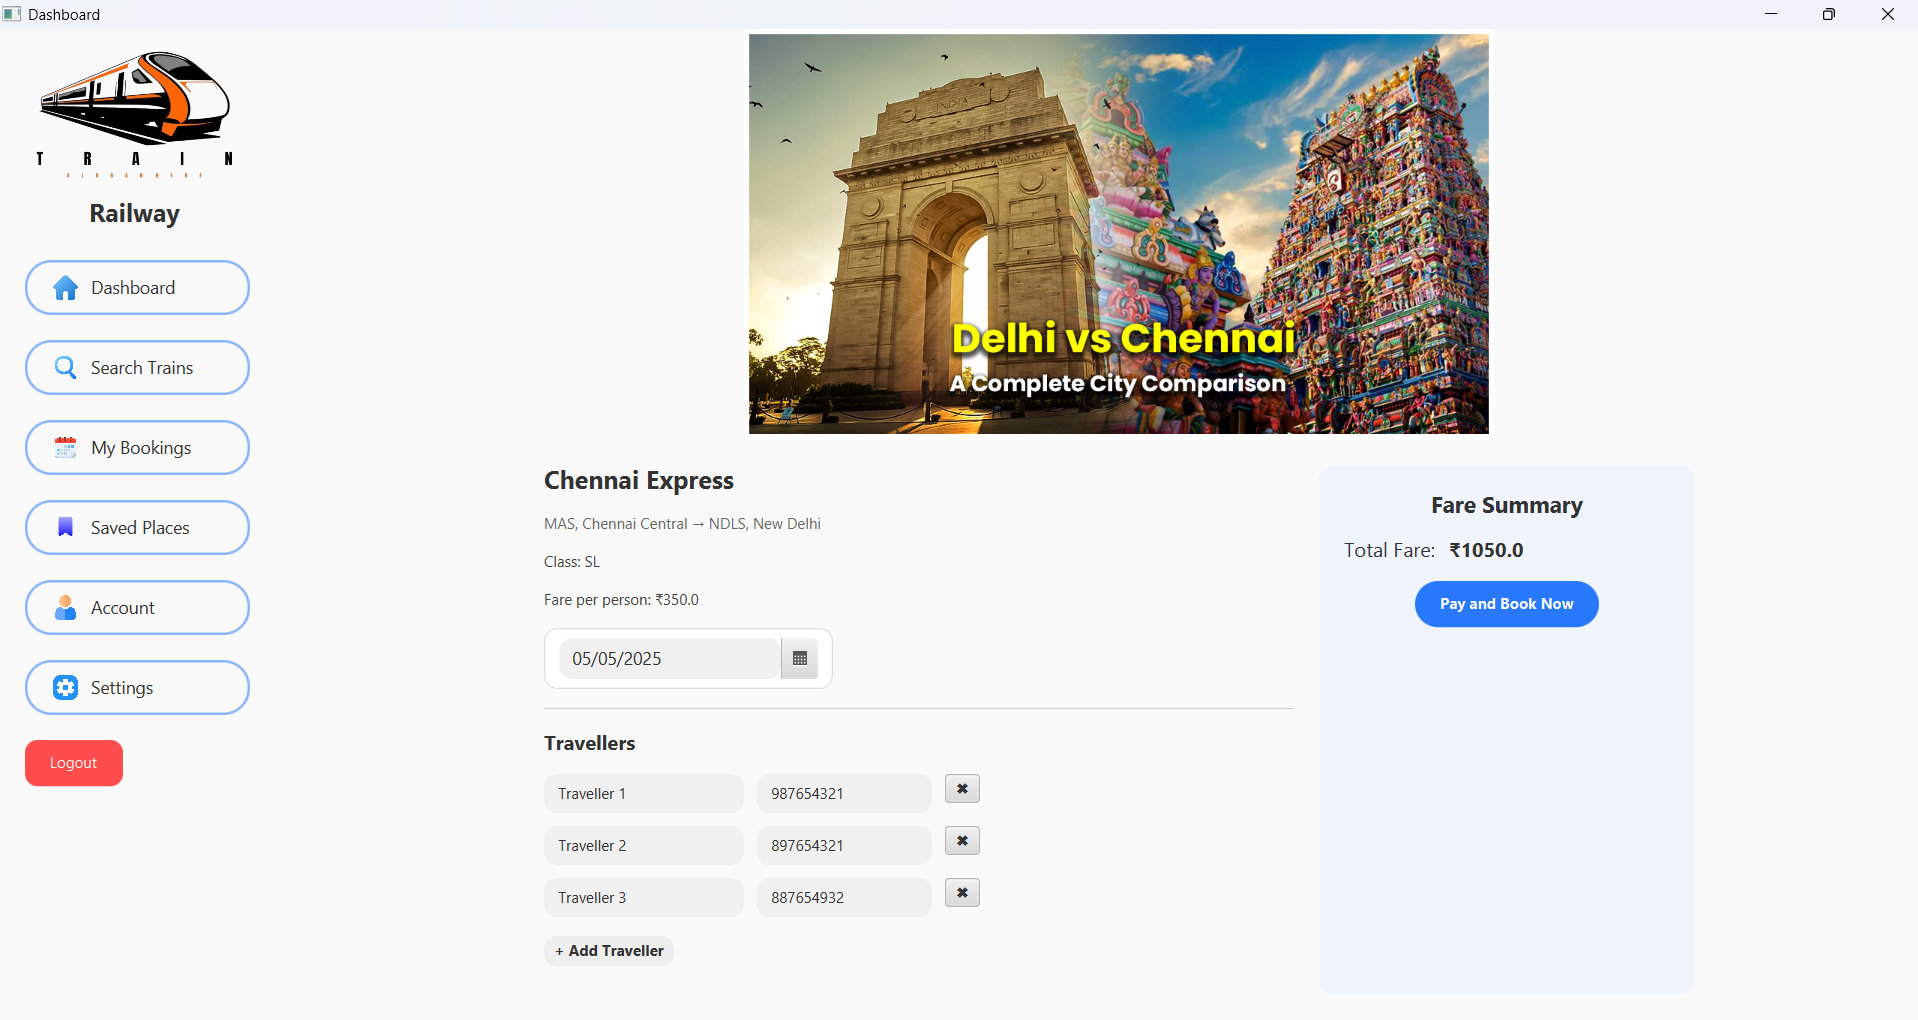 Dashboard
TRAIN
Railway
Dashboard
Search Trains
My Bookings
Saved Places
Account
Settings
Logout
INDIA
Delhi vs Chennai
A Complete City Comparison
Chennai Express
MAS, Chennai Central → NDLS, New Delhi
Class: SL
Fare per person: ₹350.0
05/05/2025
Travellers
Traveller 1 987654321 ✖
Traveller 2 897654321 ✖
Traveller 3 887654932 ✖
+ Add Traveller
Fare Summary
Total Fare: ₹1050.0
Pay and Book Now